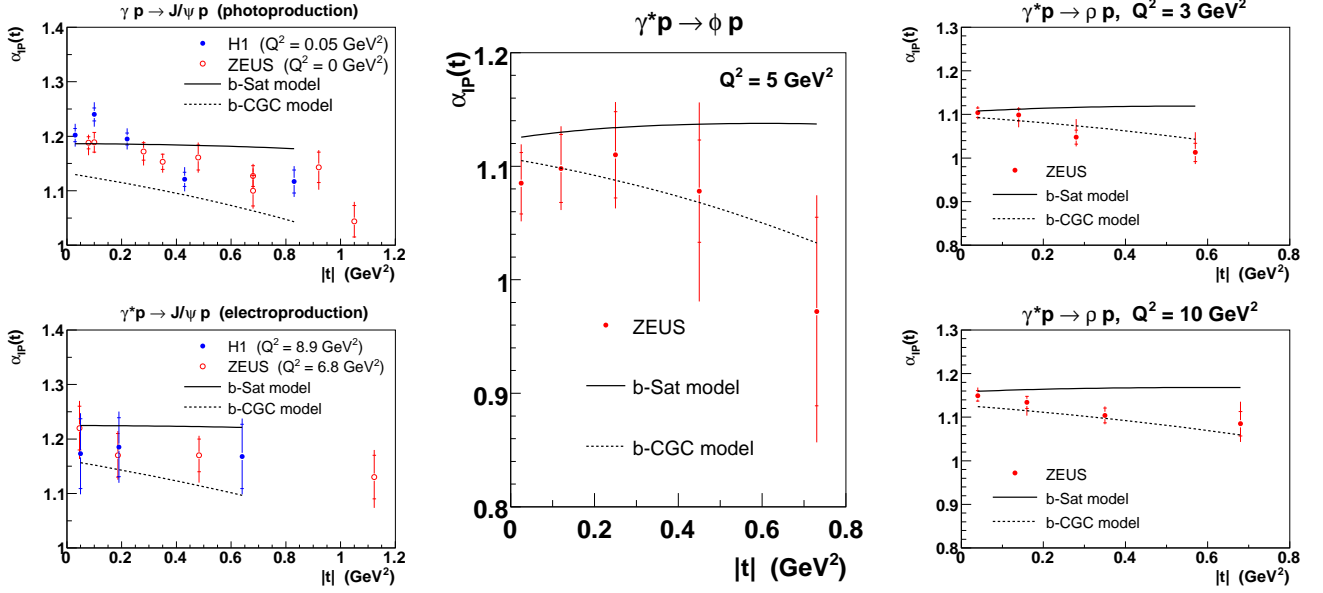 γ p → J/ψ p (photoproduction)
α_IP(t)
1.4
1.3
1.2
1.1
1
H1 (Q² = 0.05 GeV²)
ZEUS (Q² = 0 GeV²)
b-Sat model
b-CGC model
0 0.2 0.4 0.6 0.8 1 1.2
|t| (GeV²)
γ*p → J/ψ p (electroproduction)
α_IP(t)
1.4
1.3
1.2
1.1
1
H1 (Q² = 8.9 GeV²)
ZEUS (Q² = 6.8 GeV²)
b-Sat model
b-CGC model
0 0.2 0.4 0.6 0.8 1 1.2
|t| (GeV²)
γ*p → ϕ p
α_IP(t)
1.2
1.1
1
0.9
0.8
Q² = 5 GeV²
ZEUS
b-Sat model
b-CGC model
0 0.2 0.4 0.6 0.8
|t| (GeV²)
γ*p → ρ p, Q² = 3 GeV²
α_IP(t)
1.3
1.2
1.1
1
0.9
0.8
ZEUS
b-Sat model
b-CGC model
0 0.2 0.4 0.6 0.8
|t| (GeV²)
γ*p → ρ p, Q² = 10 GeV²
α_IP(t)
1.3
1.2
1.1
1
0.9
0.8
ZEUS
b-Sat model
b-CGC model
0 0.2 0.4 0.6 0.8
|t| (GeV²)